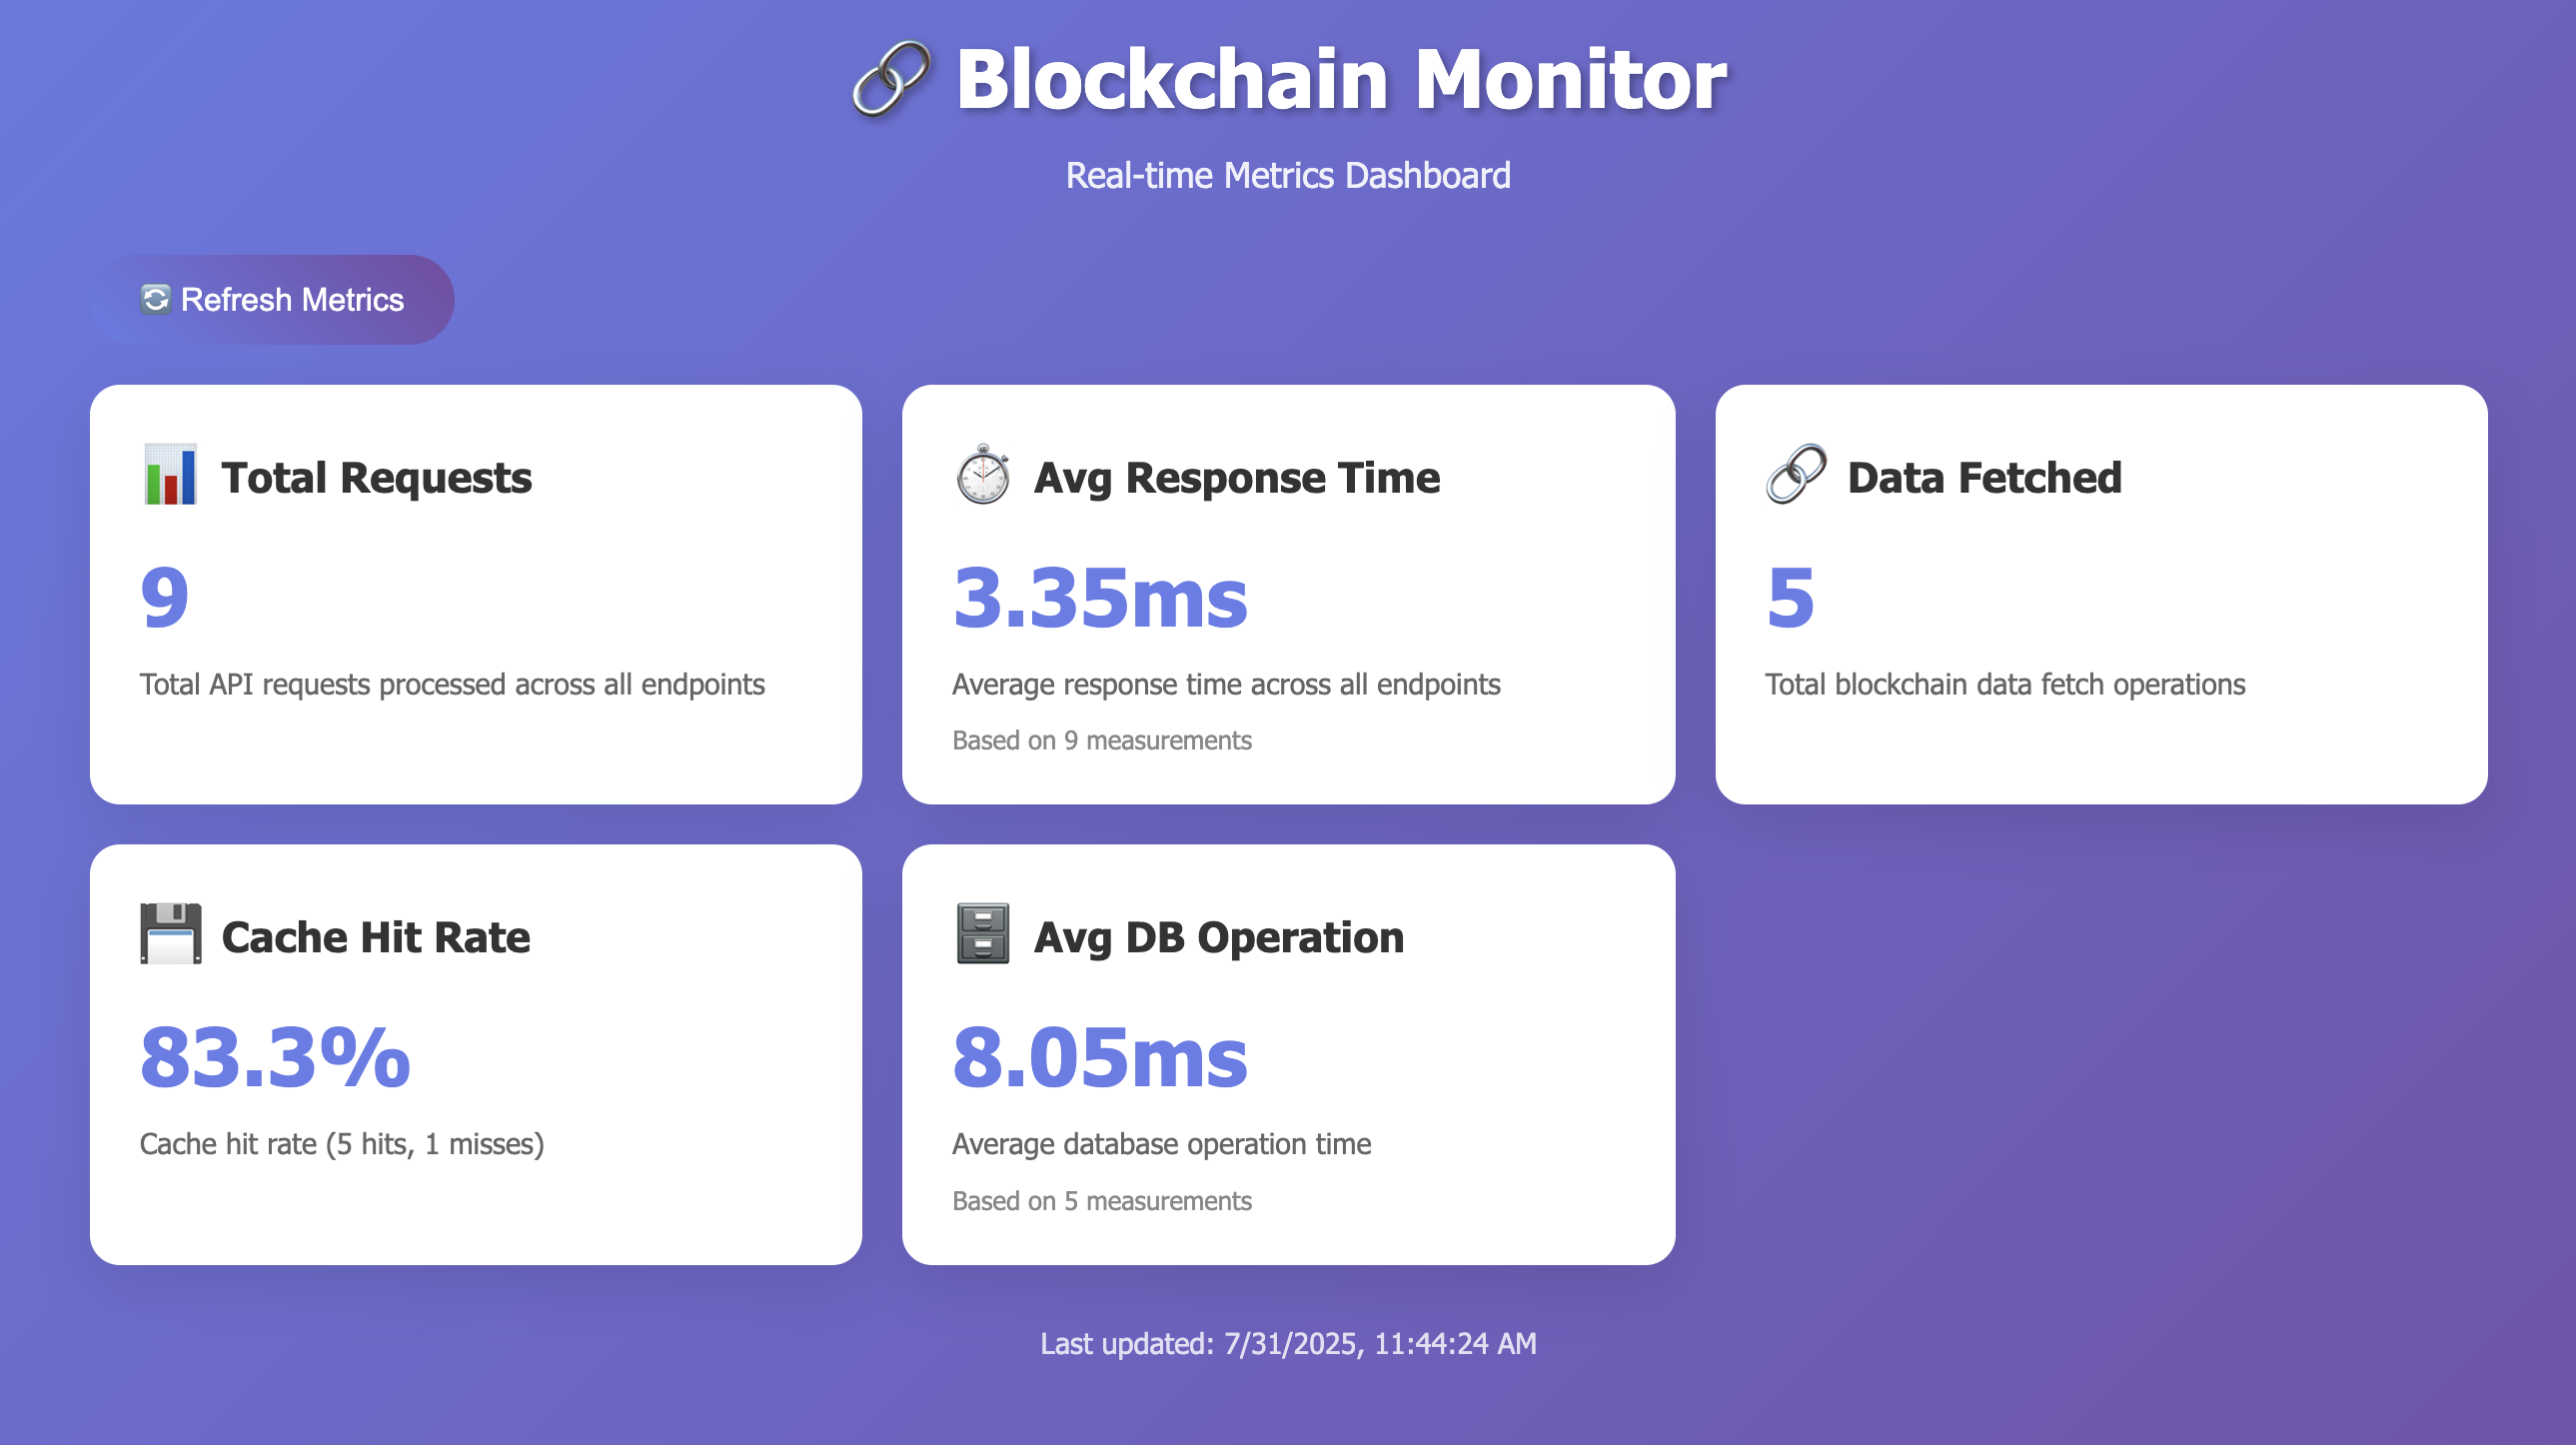 Blockchain Monitor
Real-time Metrics Dashboard
Refresh Metrics
Total Requests
9
Total API requests processed across all endpoints
Avg Response Time
3.35ms
Average response time across all endpoints
Based on 9 measurements
Data Fetched
5
Total blockchain data fetch operations
Cache Hit Rate
83.3%
Cache hit rate (5 hits, 1 misses)
Avg DB Operation
8.05ms
Average database operation time
Based on 5 measurements
Last updated: 7/31/2025, 11:44:24 AM